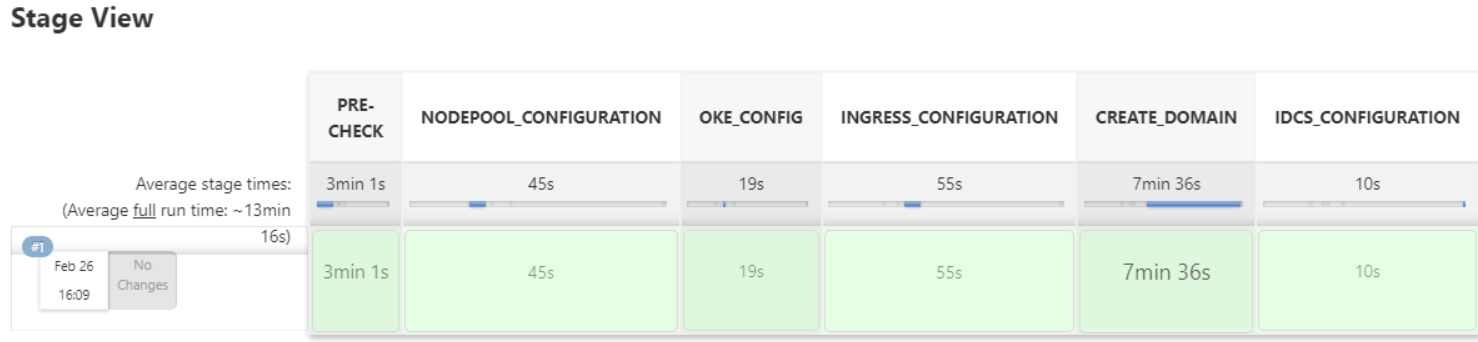 Stage View
PRE-
CHECK
NODEPOOL_CONFIGURATION
OKE_CONFIG
INGRESS_CONFIGURATION
CREATE_DOMAIN
IDCS_CONFIGURATION
Average stage times:
(Average full run time: ~13min
16s)
3min 1s
45s
19s
55s
7min 36s
10s
#1
Feb 26
16:09
No
Changes
3min 1s
45s
19s
55s
7min 36s
10s